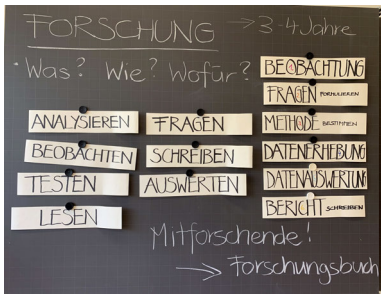 FORSCHUNG → 3-4 Jahre
• Was? Wie? Wofür?
ANALYSIEREN
BEOBACHTEN
TESTEN
LESEN
FRAGEN
SCHREIBEN
AUSWERTEN
BEOBACHTUNG
FRAGEN FORMULIEREN
METHODE BESTIMMEN
DATENERHEBUNG
DATENAUSWERTUNG
BERICHT SCHREIBEN
Mitforschende!
→ Forschungsbuch